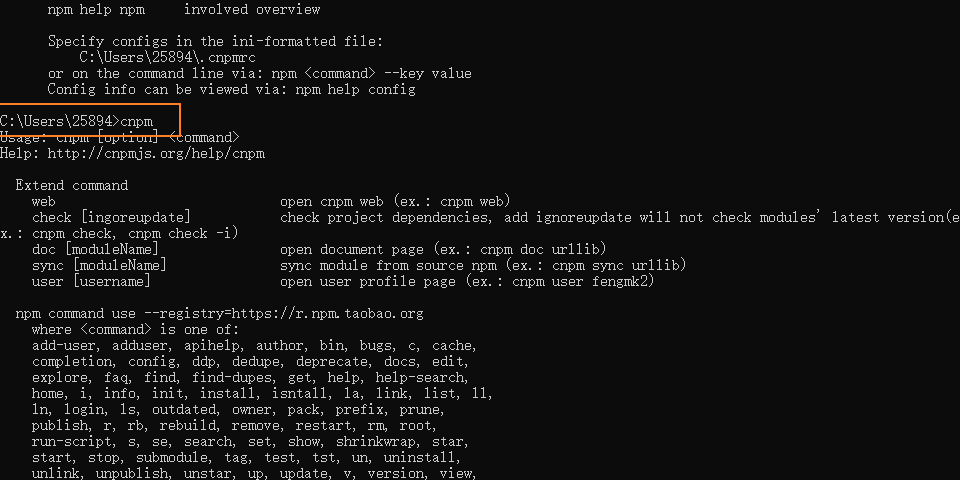 npm help npm     involved overview
Specify configs in the ini-formatted file:
C:\Users\25894\.cnpmrc
or on the command line via: npm <command> --key value
Config info can be viewed via: npm help config
C:\Users\25894>cnpm
Usage: cnpm [option] <command>
Help: http://cnpmjs.org/help/cnpm
Extend command
web                            open cnpm web (ex.: cnpm web)
check [ingoreupdate]           check project dependencies, add ignoreupdate will not check modules' latest version(e
x.: cnpm check, cnpm check -i)
doc [moduleName]               open document page (ex.: cnpm doc urllib)
sync [moduleName]              sync module from source npm (ex.: cnpm sync urllib)
user [username]                open user profile page (ex.: cnpm user fengmk2)
npm command use --registry=https://r.npm.taobao.org
where <command> is one of:
add-user, adduser, apihelp, author, bin, bugs, c, cache,
completion, config, ddp, dedupe, deprecate, docs, edit,
explore, faq, find, find-dupes, get, help, help-search,
home, i, info, init, install, isntall, la, link, list, ll,
ln, login, ls, outdated, owner, pack, prefix, prune,
publish, r, rb, rebuild, remove, restart, rm, root,
run-script, s, se, search, set, show, shrinkwrap, star,
start, stop, submodule, tag, test, tst, un, uninstall,
unlink, unpublish, unstar, up, update, v, version, view,